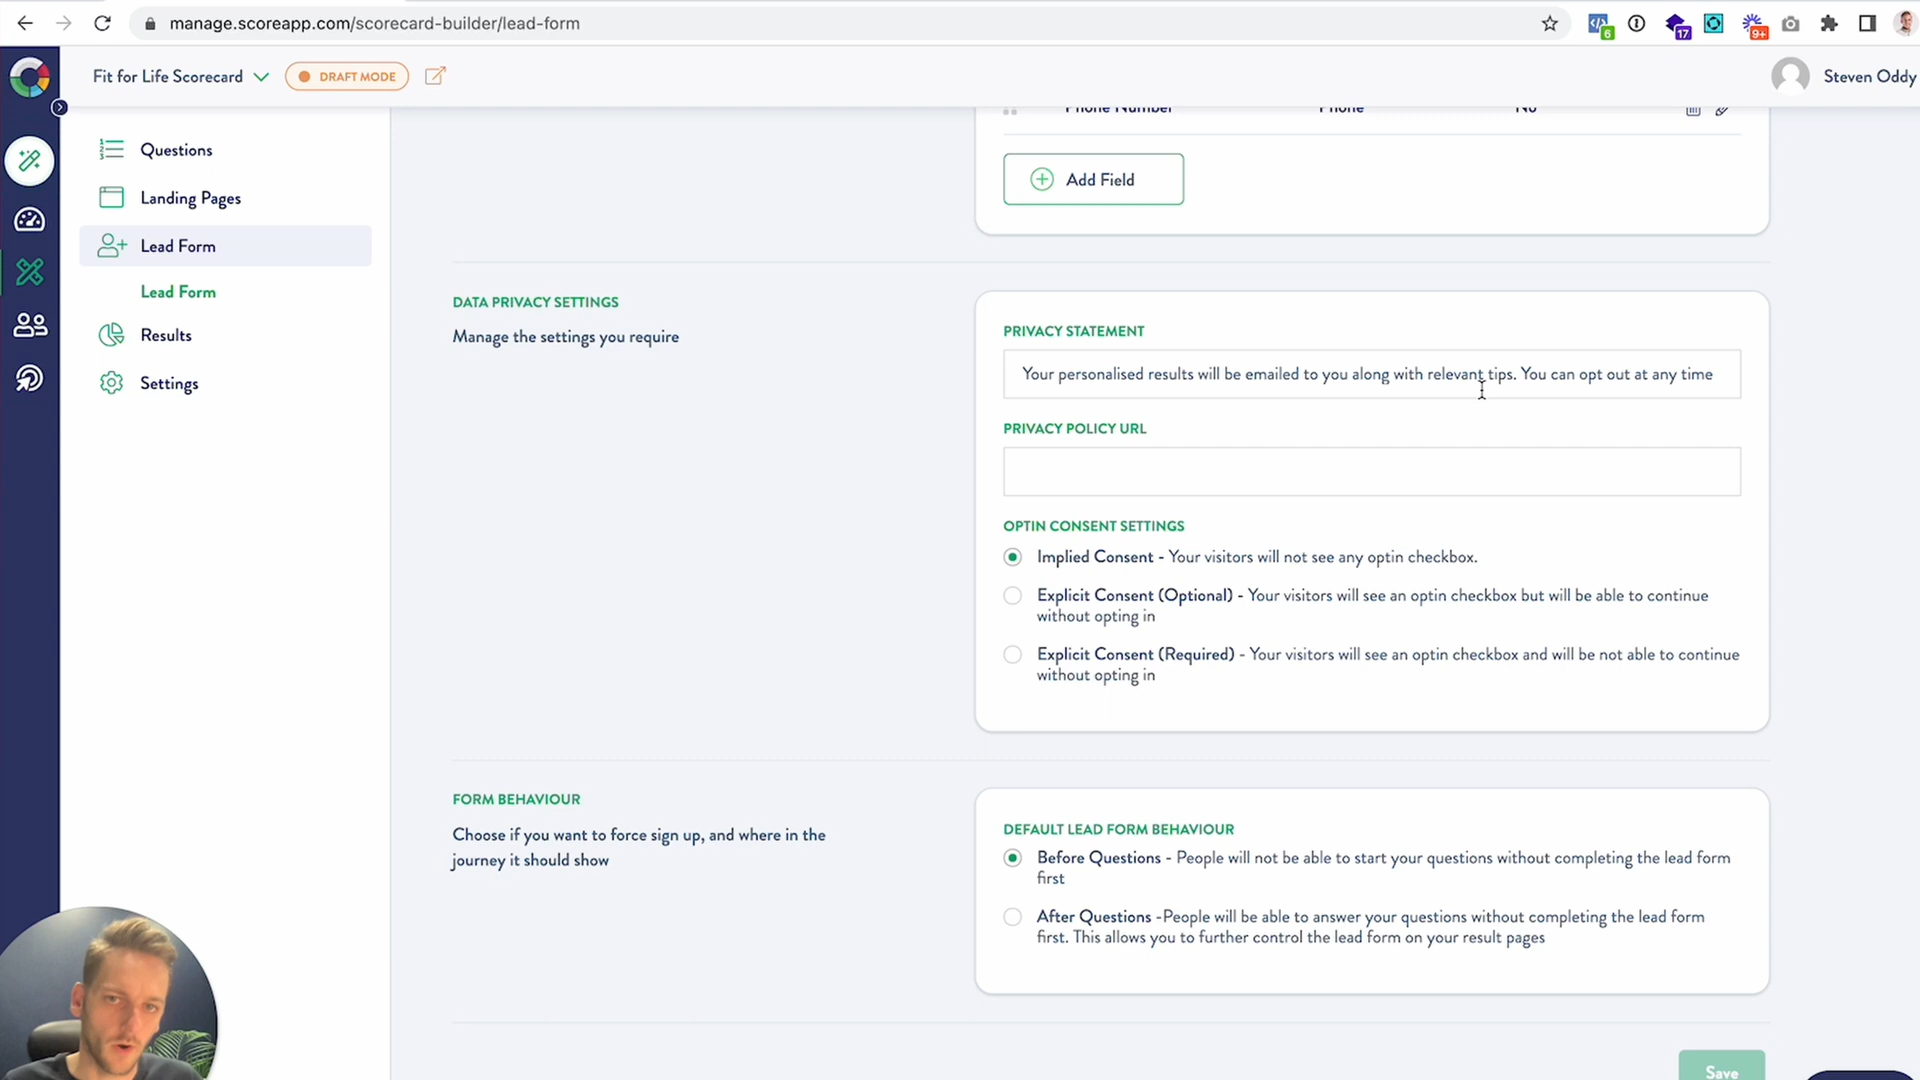 manage.scoreapp.com/scorecard-builder/lead-form
6
17
9+
Fit for Life Scorecard
DRAFT MODE
Steven Oddy
Phone Number
Phone
No
Questions
Landing Pages
Lead Form
Lead Form
Results
Settings
Add Field
DATA PRIVACY SETTINGS
Manage the settings you require
PRIVACY STATEMENT
Your personalised results will be emailed to you along with relevant tips. You can opt out at any time
PRIVACY POLICY URL
OPTIN CONSENT SETTINGS
Implied Consent - Your visitors will not see any optin checkbox.
Explicit Consent (Optional) - Your visitors will see an optin checkbox but will be able to continue
without opting in
Explicit Consent (Required) - Your visitors will see an optin checkbox and will be not able to continue
without opting in
FORM BEHAVIOUR
Choose if you want to force sign up, and where in the
journey it should show
DEFAULT LEAD FORM BEHAVIOUR
Before Questions - People will not be able to start your questions without completing the lead form
first
After Questions -People will be able to answer your questions without completing the lead form
first. This allows you to further control the lead form on your result pages
Save